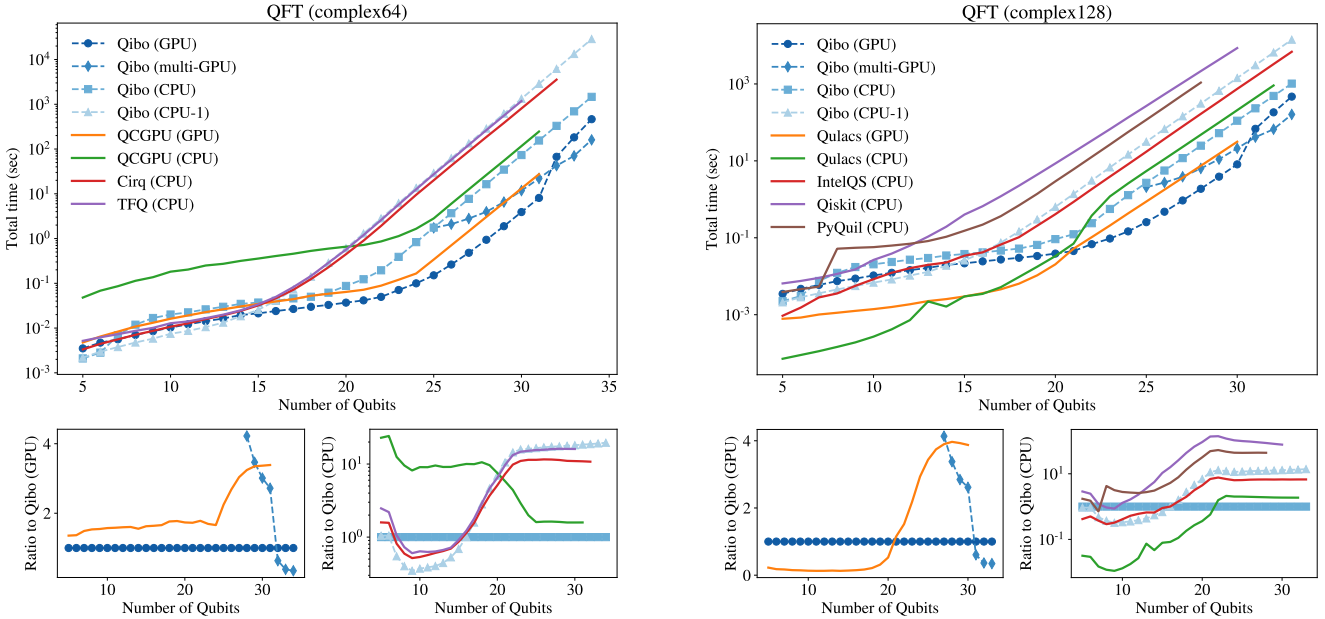 QFT (complex64)
Total time (sec)
10^4
10^3
10^2
10^1
10^0
10^-1
10^-2
10^-3
Qibo (GPU)
Qibo (multi-GPU)
Qibo (CPU)
Qibo (CPU-1)
QCGPU (GPU)
QCGPU (CPU)
Cirq (CPU)
TFQ (CPU)
5 10 15 20 25 30 35
Number of Qubits
Ratio to Qibo (GPU)
4
2
10 20 30
Number of Qubits
Ratio to Qibo (CPU)
10^1
10^0
10 20 30
Number of Qubits
QFT (complex128)
Total time (sec)
10^3
10^1
10^-1
10^-3
Qibo (GPU)
Qibo (multi-GPU)
Qibo (CPU)
Qibo (CPU-1)
Qulacs (GPU)
Qulacs (CPU)
IntelQS (CPU)
Qiskit (CPU)
PyQuil (CPU)
5 10 15 20 25 30
Number of Qubits
Ratio to Qibo (GPU)
4
2
0
10 20 30
Number of Qubits
Ratio to Qibo (CPU)
10^1
10^-1
10 20 30
Number of Qubits